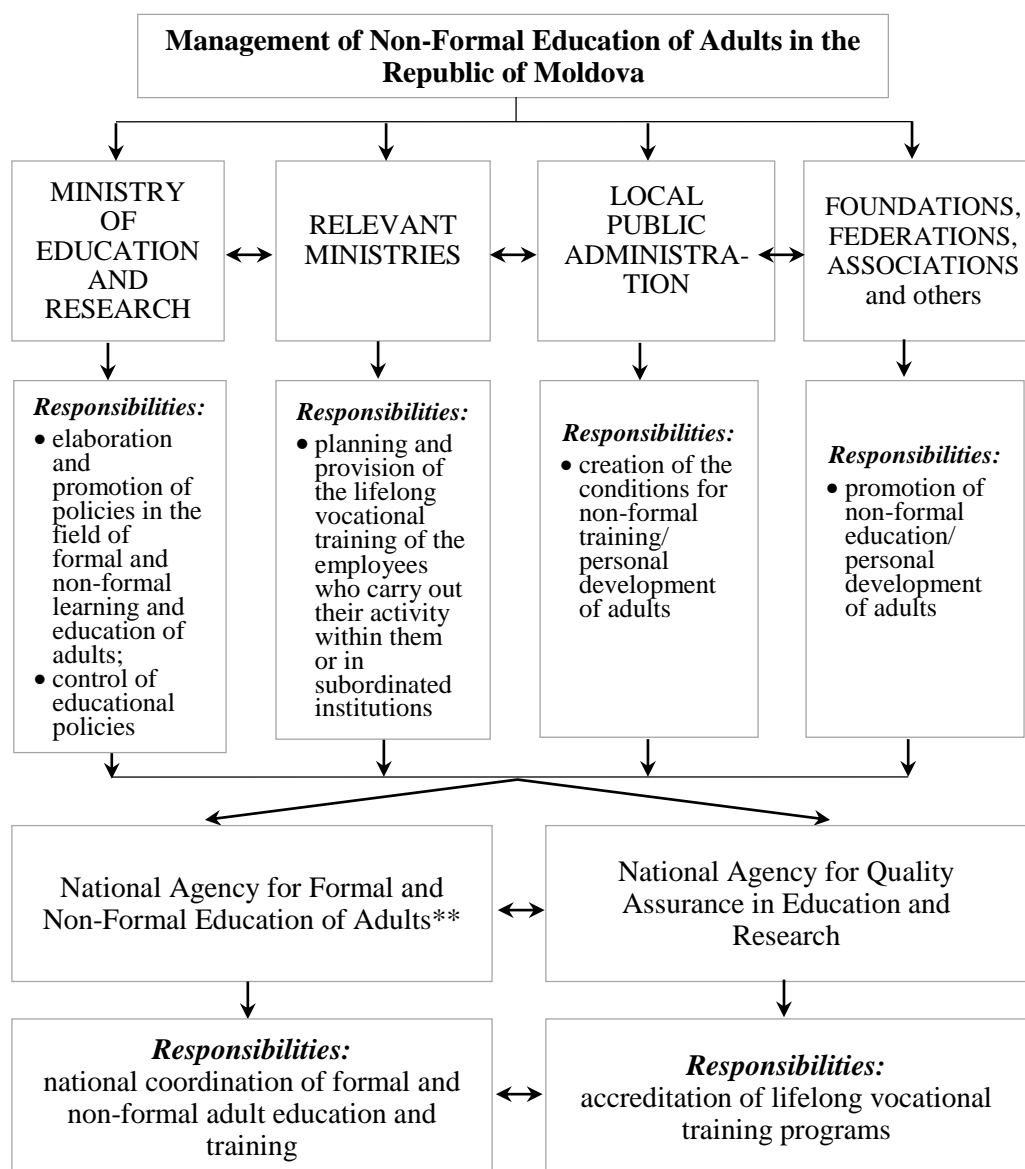 Management of Non-Formal Education of Adults in the
Republic of Moldova
MINISTRY
OF
EDUCATION
AND
RESEARCH
RELEVANT
MINISTRIES
LOCAL
PUBLIC
ADMINISTRA-
TION
FOUNDATIONS,
FEDERATIONS,
ASSOCIATIONS
and others
Responsibilities:
• elaboration
and
promotion of
policies in the
field of
formal and
non-formal
learning and
education of
adults;
• control of
educational
policies
Responsibilities:
• planning and
provision of
the lifelong
vocational
training of the
employees
who carry out
their activity
within them
or in
subordinated
institutions
Responsibilities:
• creation of the
conditions for
non-formal
training/
personal
development
of adults
Responsibilities:
• promotion of
non-formal
education/
personal
development
of adults
National Agency for Formal and
Non-Formal Education of Adults**
National Agency for Quality
Assurance in Education and
Research
Responsibilities:
national coordination of formal and
non-formal adult education and
training
Responsibilities:
accreditation of lifelong vocational
training programs